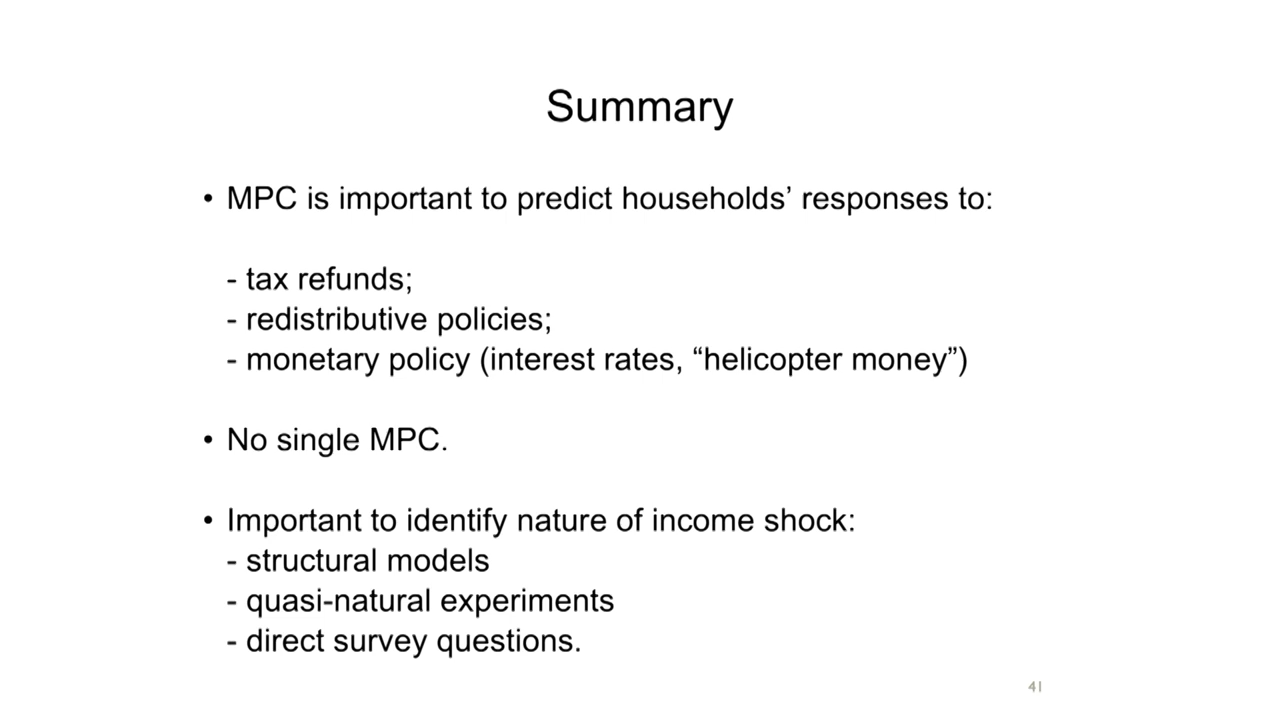 Summary
• MPC is important to predict households’ responses to:
- tax refunds;
- redistributive policies;
- monetary policy (interest rates, “helicopter money”)
• No single MPC.
• Important to identify nature of income shock:
- structural models
- quasi-natural experiments
- direct survey questions.
41